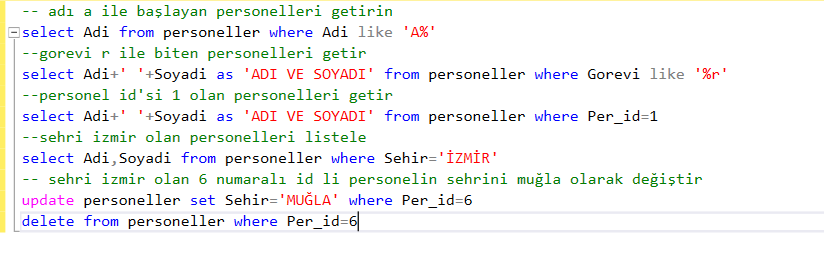 -- adı a ile başlayan personelleri getirin
select Adi from personeller where Adi like 'A%'
--gorevi r ile biten personelleri getir
select Adi+' '+Soyadi as 'ADI VE SOYADI' from personeller where Gorevi like '%r'
--personel id'si 1 olan personelleri getir
select Adi+' '+Soyadi as 'ADI VE SOYADI' from personeller where Per_id=1
--sehri izmir olan personelleri listele
select Adi,Soyadi from personeller where Sehir='İZMİR'
-- sehri izmir olan 6 numaralı id li personelin sehrini muğla olarak değiştir
update personeller set Sehir='MUĞLA' where Per_id=6
delete from personeller where Per_id=6